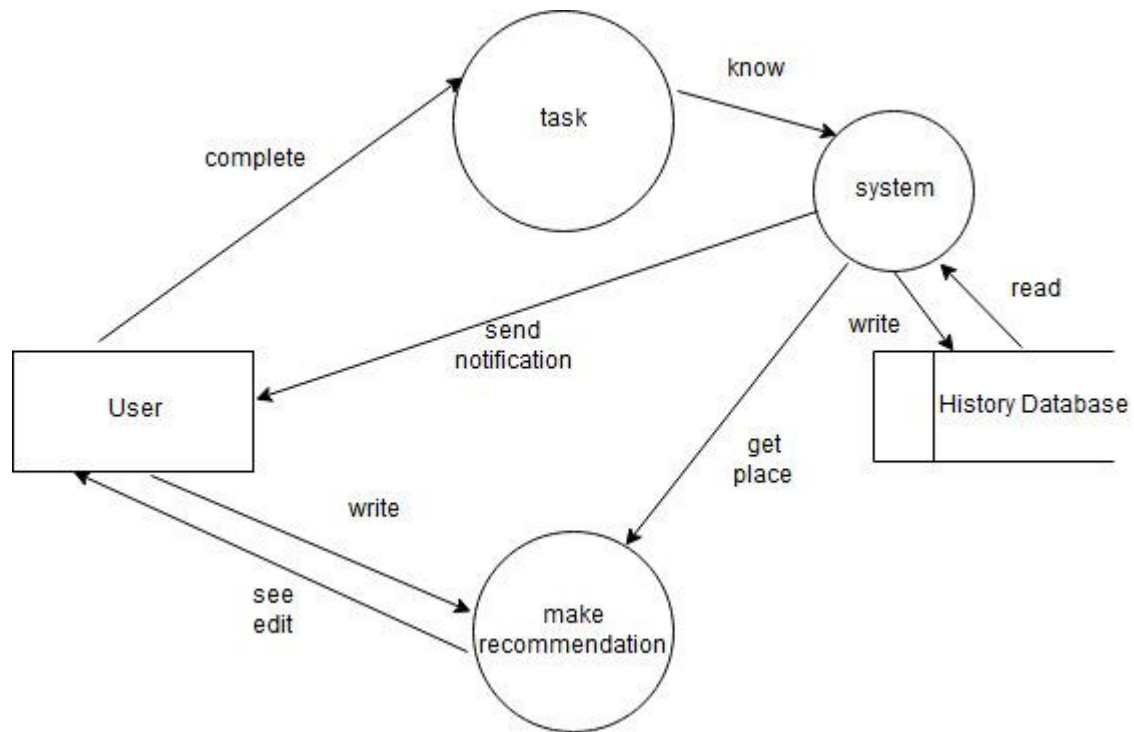 know
task
complete
system
read
send
notification
write
User
History Database
get
place
write
see
edit
make
recommendation